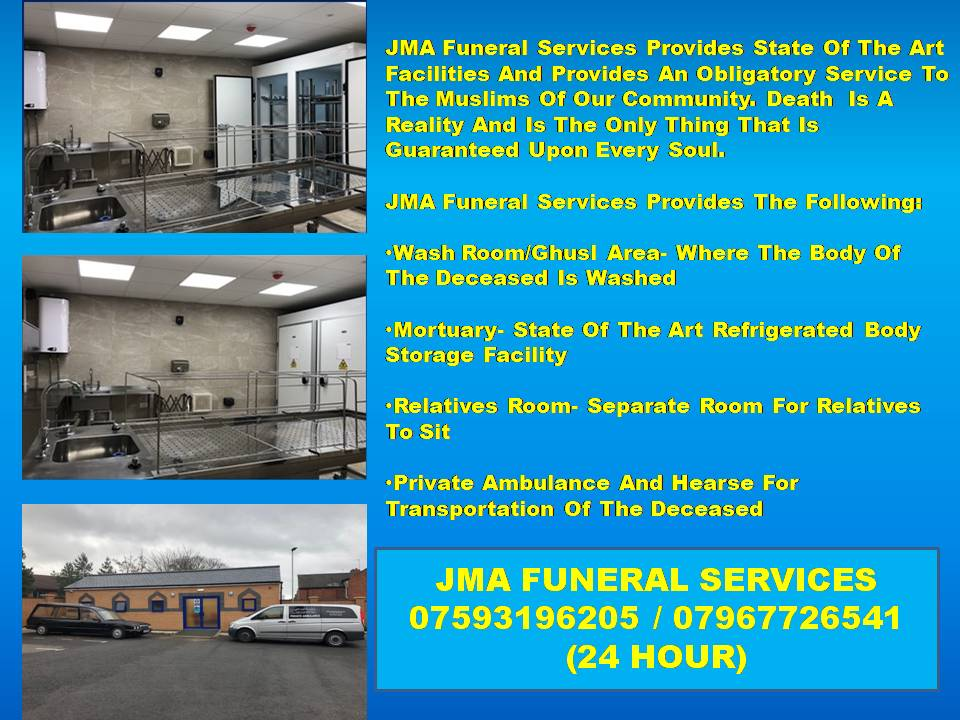 JMA Funeral Services Provides State Of The Art
Facilities And Provides An Obligatory Service To
The Muslims Of Our Community. Death Is A
Reality And Is The Only Thing That Is
Guaranteed Upon Every Soul.
JMA Funeral Services Provides The Following:
•Wash Room/Ghusl Area- Where The Body Of
The Deceased Is Washed
•Mortuary- State Of The Art Refrigerated Body
Storage Facility
•Relatives Room- Separate Room For Relatives
To Sit
•Private Ambulance And Hearse For
Transportation Of The Deceased
JMA FUNERAL SERVICES
07593196205 / 07967726541
(24 HOUR)